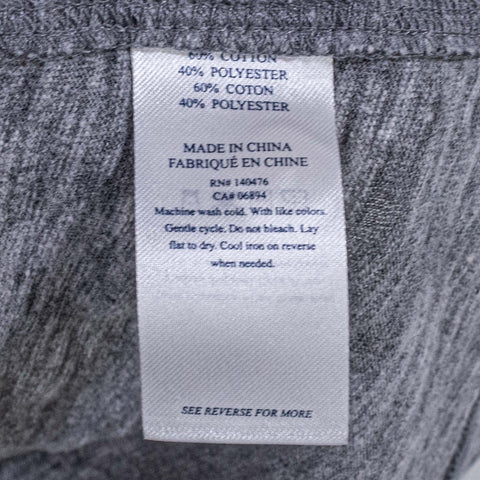 60% COTTON
40% POLYESTER
60% COTON
40% POLYESTER
MADE IN CHINA
FABRIQUÉ EN CHINE
RN# 140476
CA# 06894
Machine wash cold. With like colors.
Gentle cycle. Do not bleach. Lay
flat to dry. Cool iron on reverse
when needed.
SEE REVERSE FOR MORE